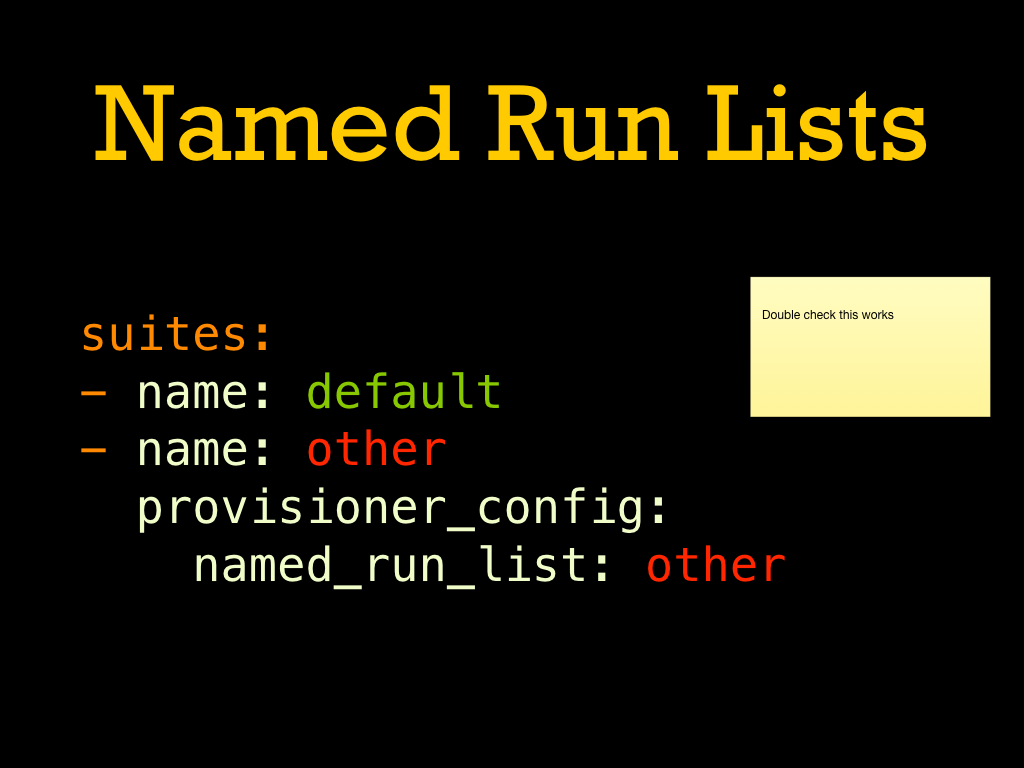 Named Run Lists
Double check this works
suites:
- name: default
- name: other
  provisioner_config:
    named_run_list: other